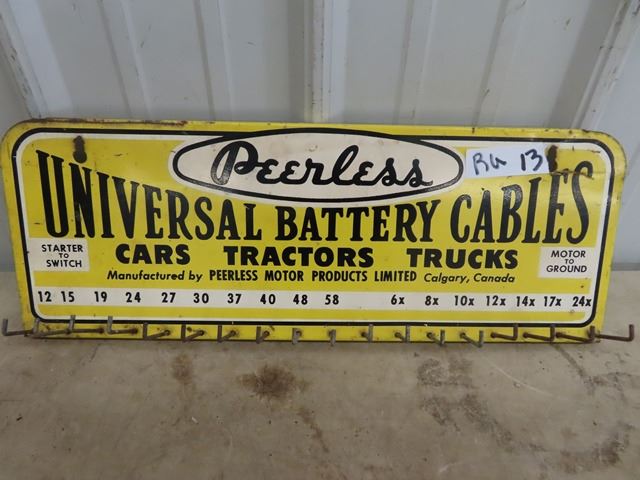 Peerless
RU 13
UNIVERSAL BATTERY CABLES
STARTER
TO
SWITCH
CARS TRACTORS TRUCKS
MOTOR
TO
GROUND
Manufactured by PEERLESS MOTOR PRODUCTS LIMITED Calgary, Canada
12 15 19 24 27 30 37 40 48 58 6x 8x 10x 12x 14x 17x 24x